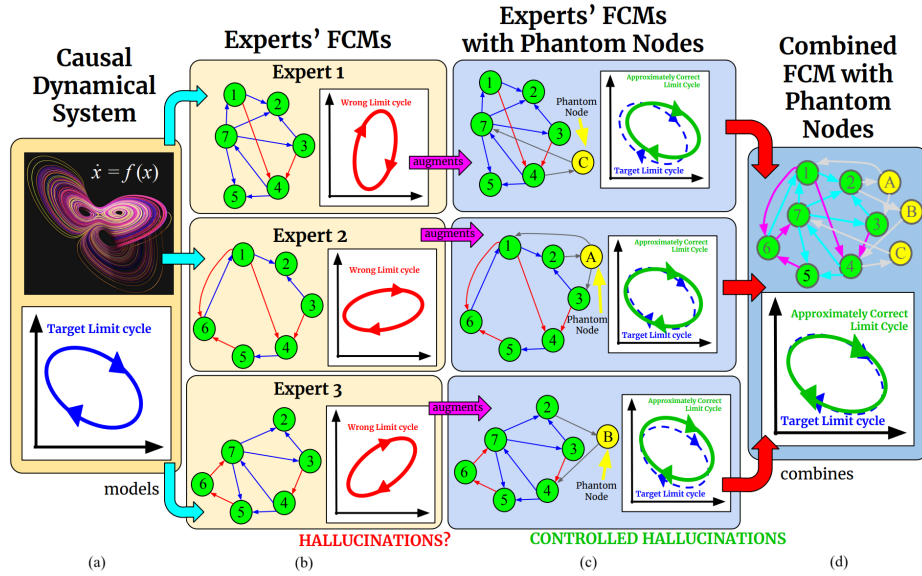 Causal
Dynamical
System
ẋ = f(x)
Target Limit cycle
models
(a)
Experts’ FCMs
Expert 1
1
2
7
3
4
5
Wrong Limit cycle
Expert 2
1
2
3
6
5
4
Wrong Limit cycle
Expert 3
2
7
3
6
4
5
Wrong Limit cycle
HALLUCINATIONS?
(b)
augments
augments
augments
Experts’ FCMs
with Phantom Nodes
1
2
7
3
4
5
C
Phantom
Node
Approximately Correct
Limit Cycle
Target Limit cycle
1
2
A
3
6
5
4
Phantom
Node
Approximately Correct
Limit Cycle
Target Limit cycle
2
7
B
3
6
4
5
Phantom
Node
Approximately Correct
Limit Cycle
Target Limit cycle
CONTROLLED HALLUCINATIONS
(c)
Combined
FCM with
Phantom
Nodes
1
2
A
7
3
B
6
4
C
5
Approximately Correct
Limit Cycle
Target Limit cycle
combines
(d)